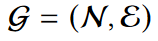 𝒢 = (𝒩, ℰ)